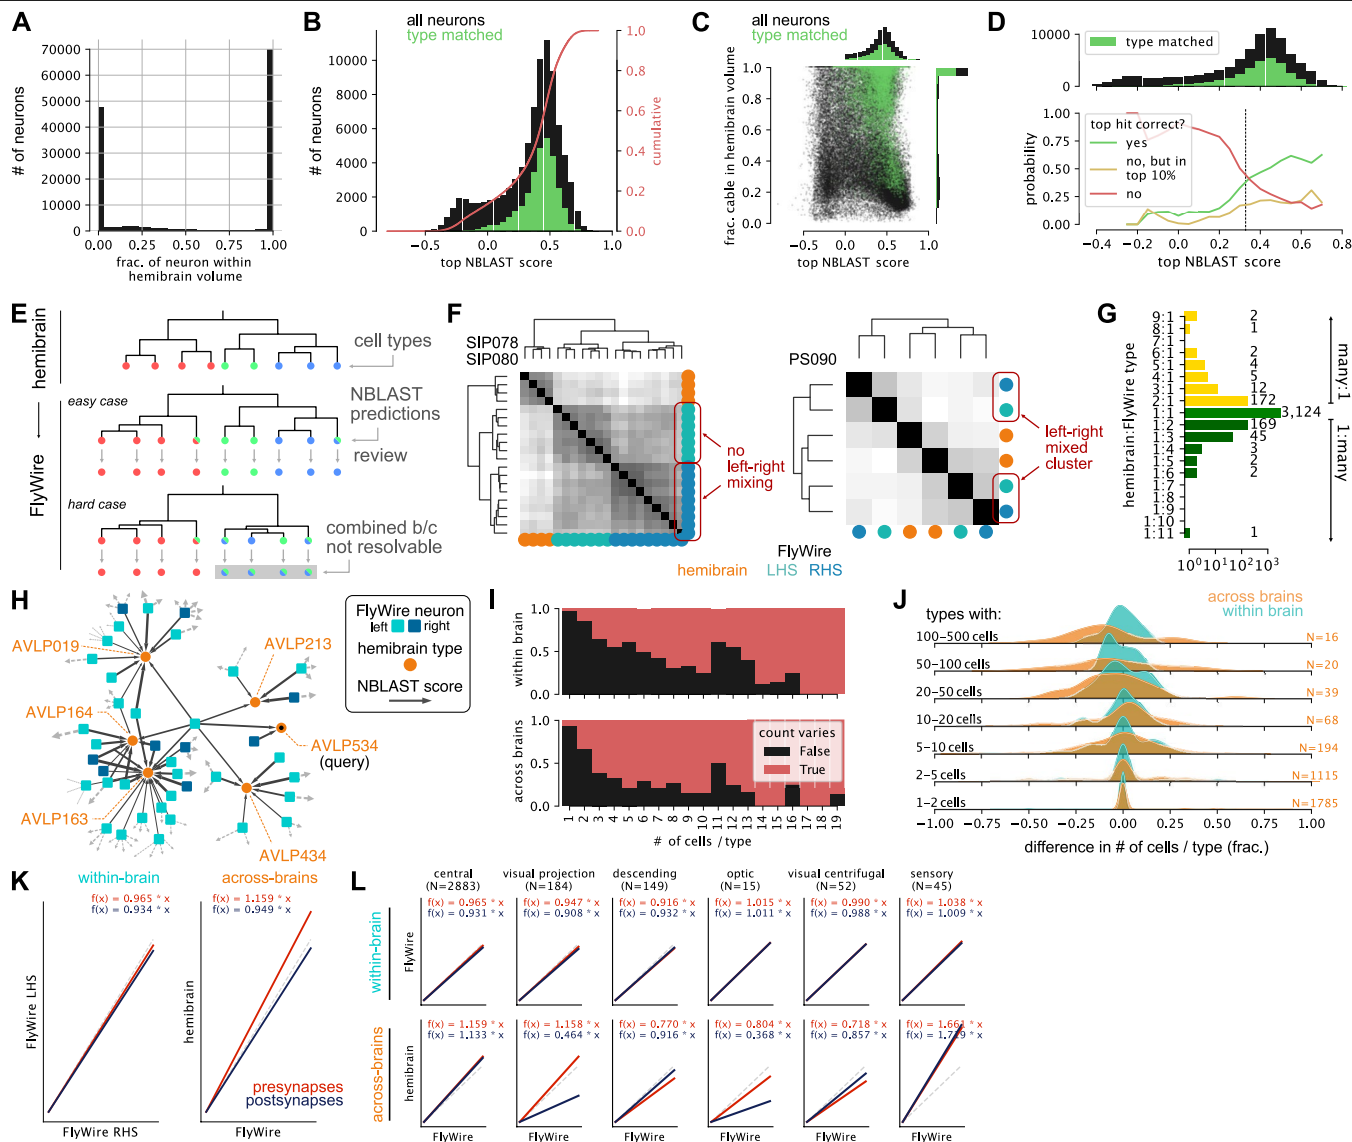 A
70000
60000
50000
40000
30000
20000
10000
0
# of neurons
0.00 0.25 0.50 0.75 1.00
frac. of neuron within
hemibrain volume
B
all neurons
type matched
10000
8000
6000
4000
2000
0
# of neurons
1.0
0.8
0.6
0.4
0.2
0.0
cumulative
−0.5 0.0 0.5
top NBLAST score
C
all neurons
type matched
1.0
0.8
0.6
0.4
0.2
0.0
frac. cable in hemibrain volume
−0.5 0.0 0.5
top NBLAST score
D
10000
0
type matched
1.00
0.75
0.50
0.25
0.00
probability
top hit correct?
yes
no, but in
top 10%
no
−0.4 −0.2 0.0 0.2 0.4 0.6 0.8
top NBLAST score
E
hemibrain
FlyWire
cell types
easy case
NBLAST
predictions
review
hard case
combined b/c
not resolvable
F
SIP078
SIP080
no
left-right
mixing
PS090
left-right
mixed
cluster
FlyWire
hemibrain LHS RHS
G
hemibrain:FlyWire type
9:1 2
8:1 1
7:1
6:1 2
5:1 4
4:1 5
3:1 12
2:1 172
1:1 3,124
1:2 169
1:3 45
1:4 3
1:5 2
1:6 2
1:7
1:8
1:9
1:10
1:11 1
10⁰ 10¹ 10² 10³
many:1
1:many
H
AVLP019
AVLP213
AVLP164
AVLP534
(query)
AVLP163
AVLP434
FlyWire neuron
left right
hemibrain type
NBLAST score
I
within brain
1.0
0.5
0.0
across brains
1.0
0.5
0.0
count varies
False
True
1 2 3 4 5 6 7 8 9 10 11 12 13 14 15 16 17 18 19
# of cells / type
J
types with:
across brains
within brain
100–500 cells N=16
50–100 cells N=20
20–50 cells N=39
10–20 cells N=68
5–10 cells N=194
2–5 cells N=1115
1–2 cells N=1785
−1.00 −0.75 −0.50 −0.25 0.00 0.25 0.50 0.75 1.00
difference in # of cells / type (frac.)
K
within-brain
f(x) = 0.965 * x
f(x) = 0.934 * x
FlyWire LHS
FlyWire RHS
across-brains
f(x) = 1.159 * x
f(x) = 0.949 * x
hemibrain
presynapses
postsynapses
FlyWire
L
central
(N=2883)
visual projection
(N=184)
descending
(N=149)
optic
(N=15)
visual centrifugal
(N=52)
sensory
(N=45)
within-brain
FlyWire
f(x) = 0.965 * x
f(x) = 0.931 * x
f(x) = 0.947 * x
f(x) = 0.908 * x
f(x) = 0.916 * x
f(x) = 0.932 * x
f(x) = 1.015 * x
f(x) = 1.011 * x
f(x) = 0.990 * x
f(x) = 0.988 * x
f(x) = 1.038 * x
f(x) = 1.009 * x
across-brains
hemibrain
f(x) = 1.159 * x
f(x) = 1.133 * x
f(x) = 1.158 * x
f(x) = 0.464 * x
f(x) = 0.770 * x
f(x) = 0.916 * x
f(x) = 0.804 * x
f(x) = 0.368 * x
f(x) = 0.718 * x
f(x) = 0.857 * x
f(x) = 1.661 * x
FlyWire FlyWire FlyWire FlyWire FlyWire FlyWire